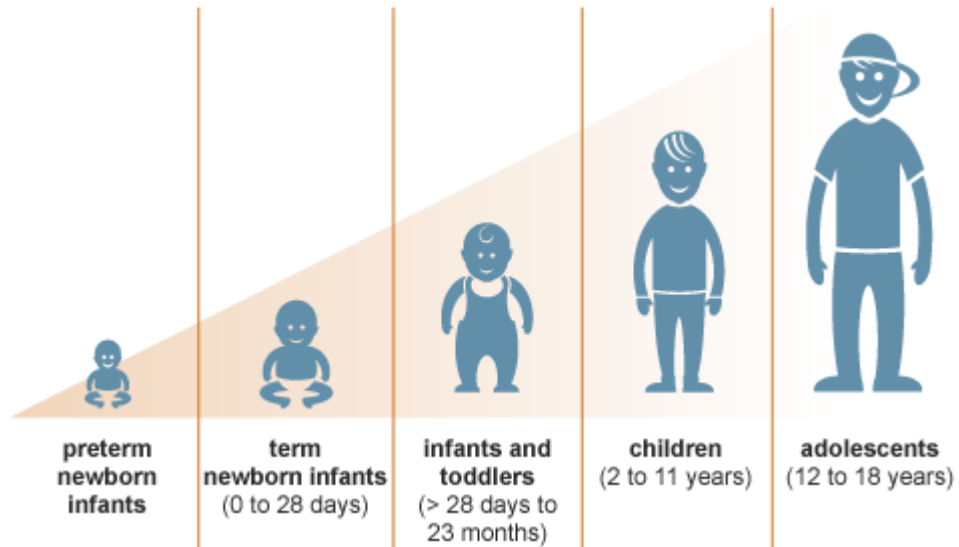 preterm
newborn
infants
term
newborn infants
(0 to 28 days)
infants and
toddlers
(> 28 days to
23 months)
children
(2 to 11 years)
adolescents
(12 to 18 years)